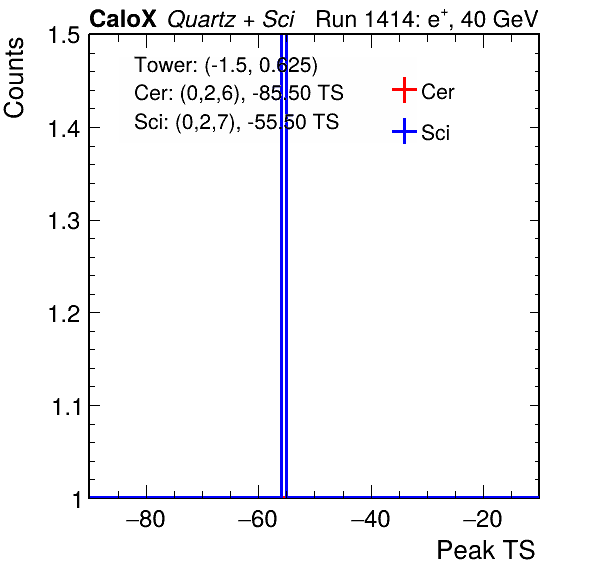 CaloX Quartz + Sci Run 1414: e⁺, 40 GeV
Counts
1.5
1.4
1.3
1.2
1.1
1
Tower: (-1.5, 0.625)
Cer: (0,2,6), -85.50 TS
Sci: (0,2,7), -55.50 TS
Cer
Sci
−80 −60 −40 −20
Peak TS